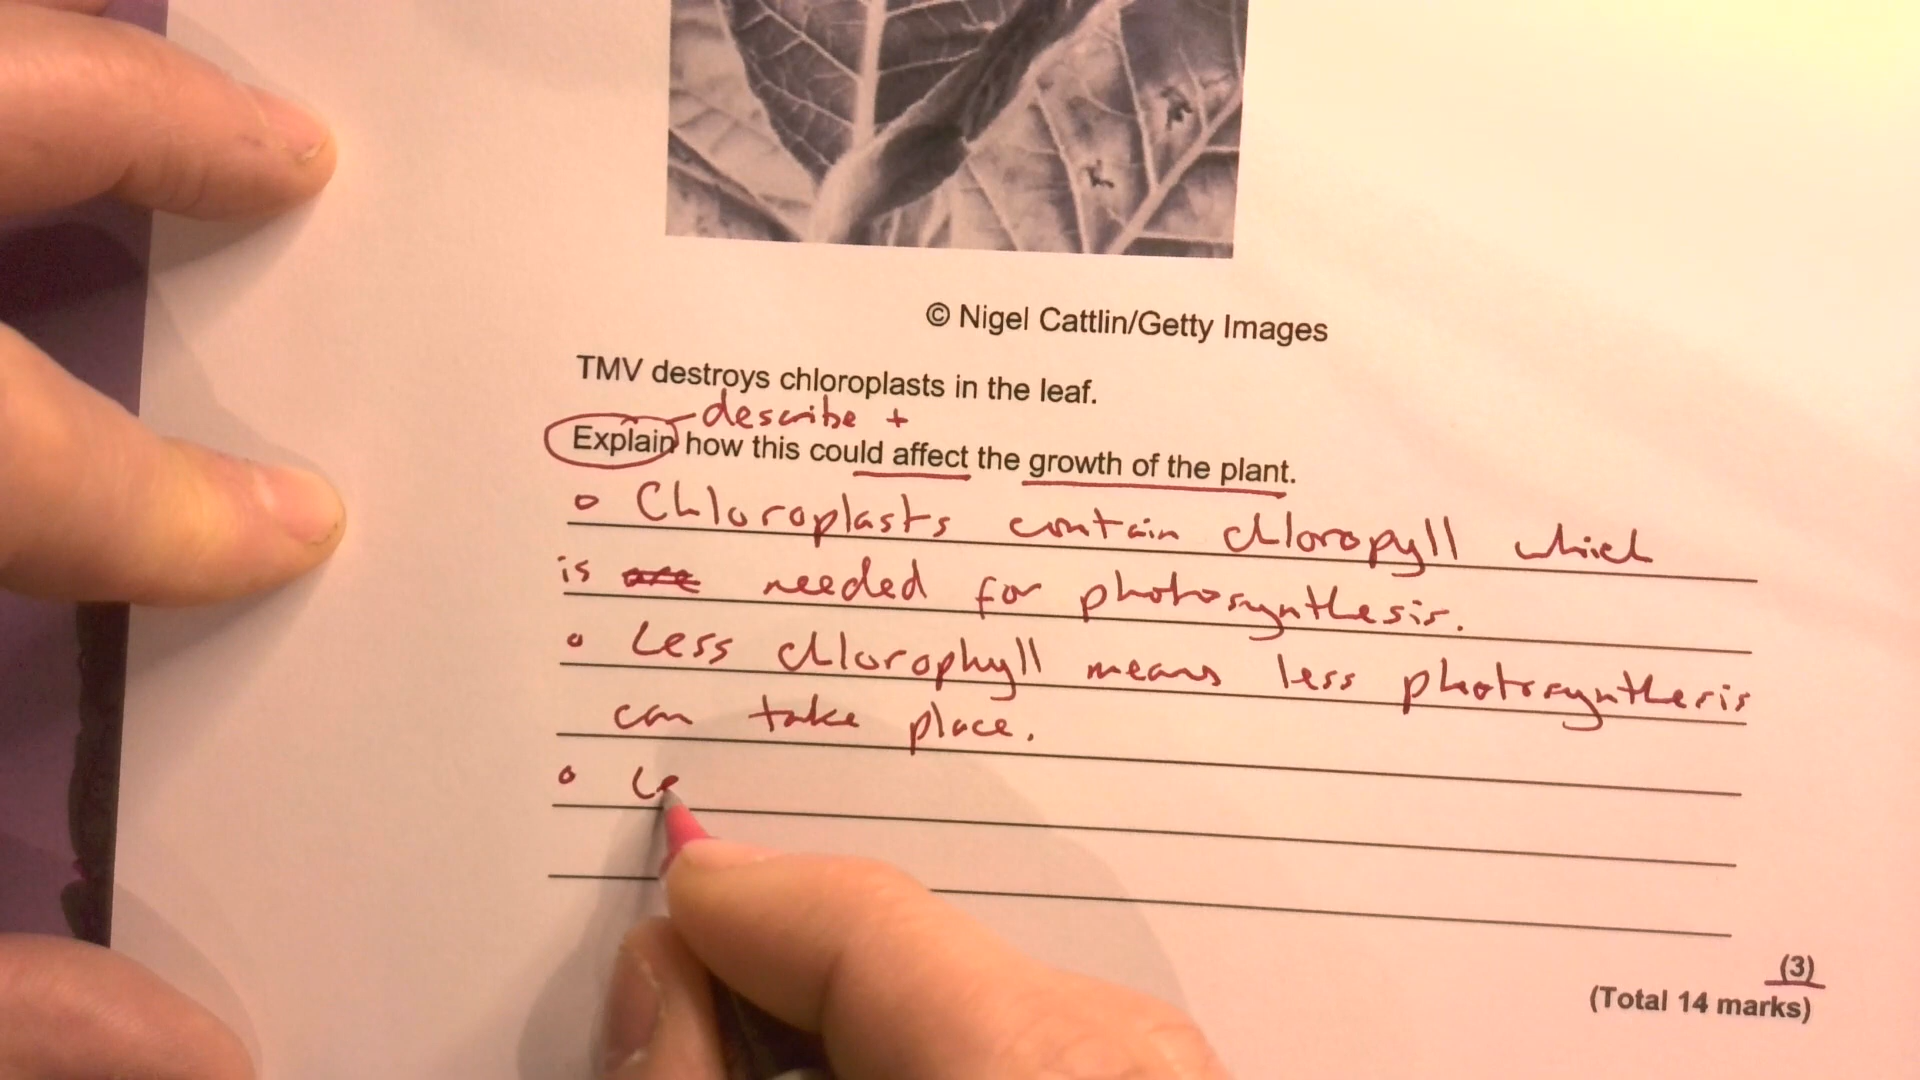 © Nigel Cattlin/Getty Images
TMV destroys chloroplasts in the leaf.
describe +
Explain how this could affect the growth of the plant.
o Chloroplasts contain chloropyll which
is are needed for photosynthesis.
o Less chlorophyll means less photosynthesis
can take place.
o Le
(3)
(Total 14 marks)